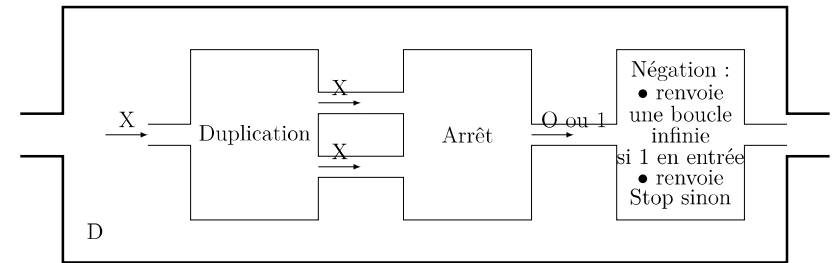 X
Duplication
X
X
Arrêt
O ou 1
Négation :
• renvoie
une boucle
infinie
si 1 en entrée
• renvoie
Stop sinon
D